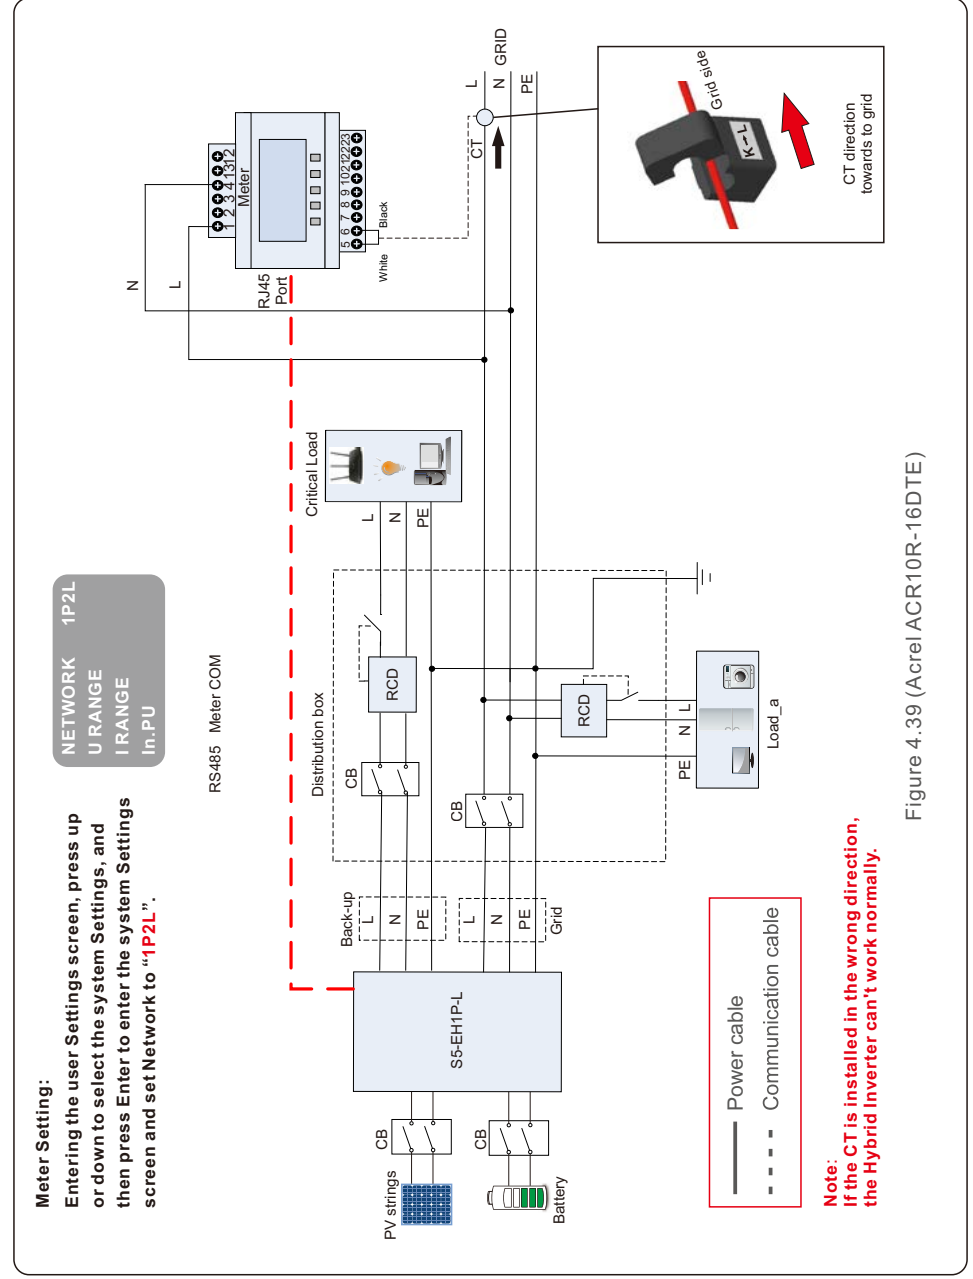 Meter Setting:
Entering the user Settings screen, press up
or down to select the system Settings, and
then press Enter to enter the system Settings
screen and set Network to “1P2L”.
NETWORK 1P2L
U RANGE
I RANGE
In.PU
RS485 Meter COM
N
L
RJ45
Port
Meter
1 2 3 4 13 12
5 6 7 8 9 10 21 22 23
White
Black
Critical Load
L
N
PE
Distribution box
CB
RCD
Back-up
L
N
PE
CB
L
N
PE
Grid
S5-EH1P-L
PV strings
CB
CB
Battery
RCD
PE
N
L
Load_a
CT
L
N
PE
GRID
Grid side
K→L
CT direction
towards to grid
Power cable
Communication cable
Note:
If the CT is installed in the wrong direction,
the Hybrid Inverter can't work normally.
Figure 4.39 (Acrel ACR10R-16DTE)